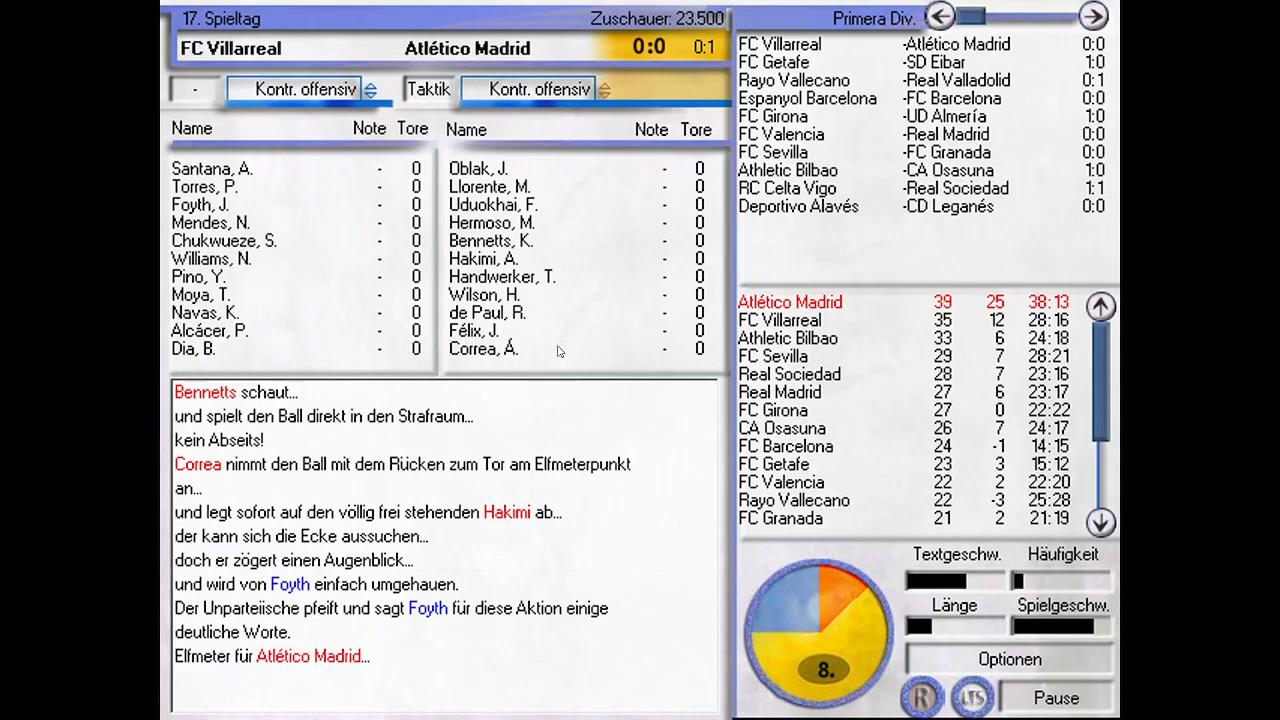 17. Spieltag Zuschauer: 23.500
FC Villarreal Atlético Madrid 0:0 0:1
- Kontr. offensiv Taktik Kontr. offensiv
Name Note Tore Name Note Tore
Santana, A. - 0 Oblak, J. - 0
Torres, P. - 0 Llorente, M. - 0
Foyth, J. - 0 Uduokhai, F. - 0
Mendes, N. - 0 Hermoso, M. - 0
Chukwueze, S. - 0 Bennetts, K. - 0
Williams, N. - 0 Hakimi, A. - 0
Pino, Y. - 0 Handwerker, T. - 0
Moya, T. - 0 Wilson, H. - 0
Navas, K. - 0 de Paul, R. - 0
Alcácer, P. - 0 Félix, J. - 0
Dia, B. - 0 Correa, Á. - 0
Bennetts schaut...
und spielt den Ball direkt in den Strafraum...
kein Abseits!
Correa nimmt den Ball mit dem Rücken zum Tor am Elfmeterpunkt
an...
und legt sofort auf den völlig frei stehenden Hakimi ab...
der kann sich die Ecke aussuchen...
doch er zögert einen Augenblick...
und wird von Foyth einfach umgehauen.
Der Unparteiische pfeift und sagt Foyth für diese Aktion einige
deutliche Worte.
Elfmeter für Atlético Madrid...
Primera Div.
FC Villarreal -Atlético Madrid 0:0
FC Getafe -SD Eibar 1:0
Rayo Vallecano -Real Valladolid 0:1
Espanyol Barcelona -FC Barcelona 0:0
FC Girona -UD Almería 1:0
FC Valencia -Real Madrid 0:0
FC Sevilla -FC Granada 0:0
Athletic Bilbao -CA Osasuna 1:0
RC Celta Vigo -Real Sociedad 1:1
Deportivo Alavés -CD Leganés 0:0
Atlético Madrid 39 25 38:13
FC Villarreal 35 12 28:16
Athletic Bilbao 33 6 24:18
FC Sevilla 29 7 28:21
Real Sociedad 28 7 23:16
Real Madrid 27 6 23:17
FC Girona 27 0 22:22
CA Osasuna 26 7 24:17
FC Barcelona 24 -1 14:15
FC Getafe 23 3 15:12
FC Valencia 22 2 22:20
Rayo Vallecano 22 -3 25:28
FC Granada 21 2 21:19
Textgeschw. Häufigkeit
Länge Spielgeschw.
8.
Optionen
R LTS Pause